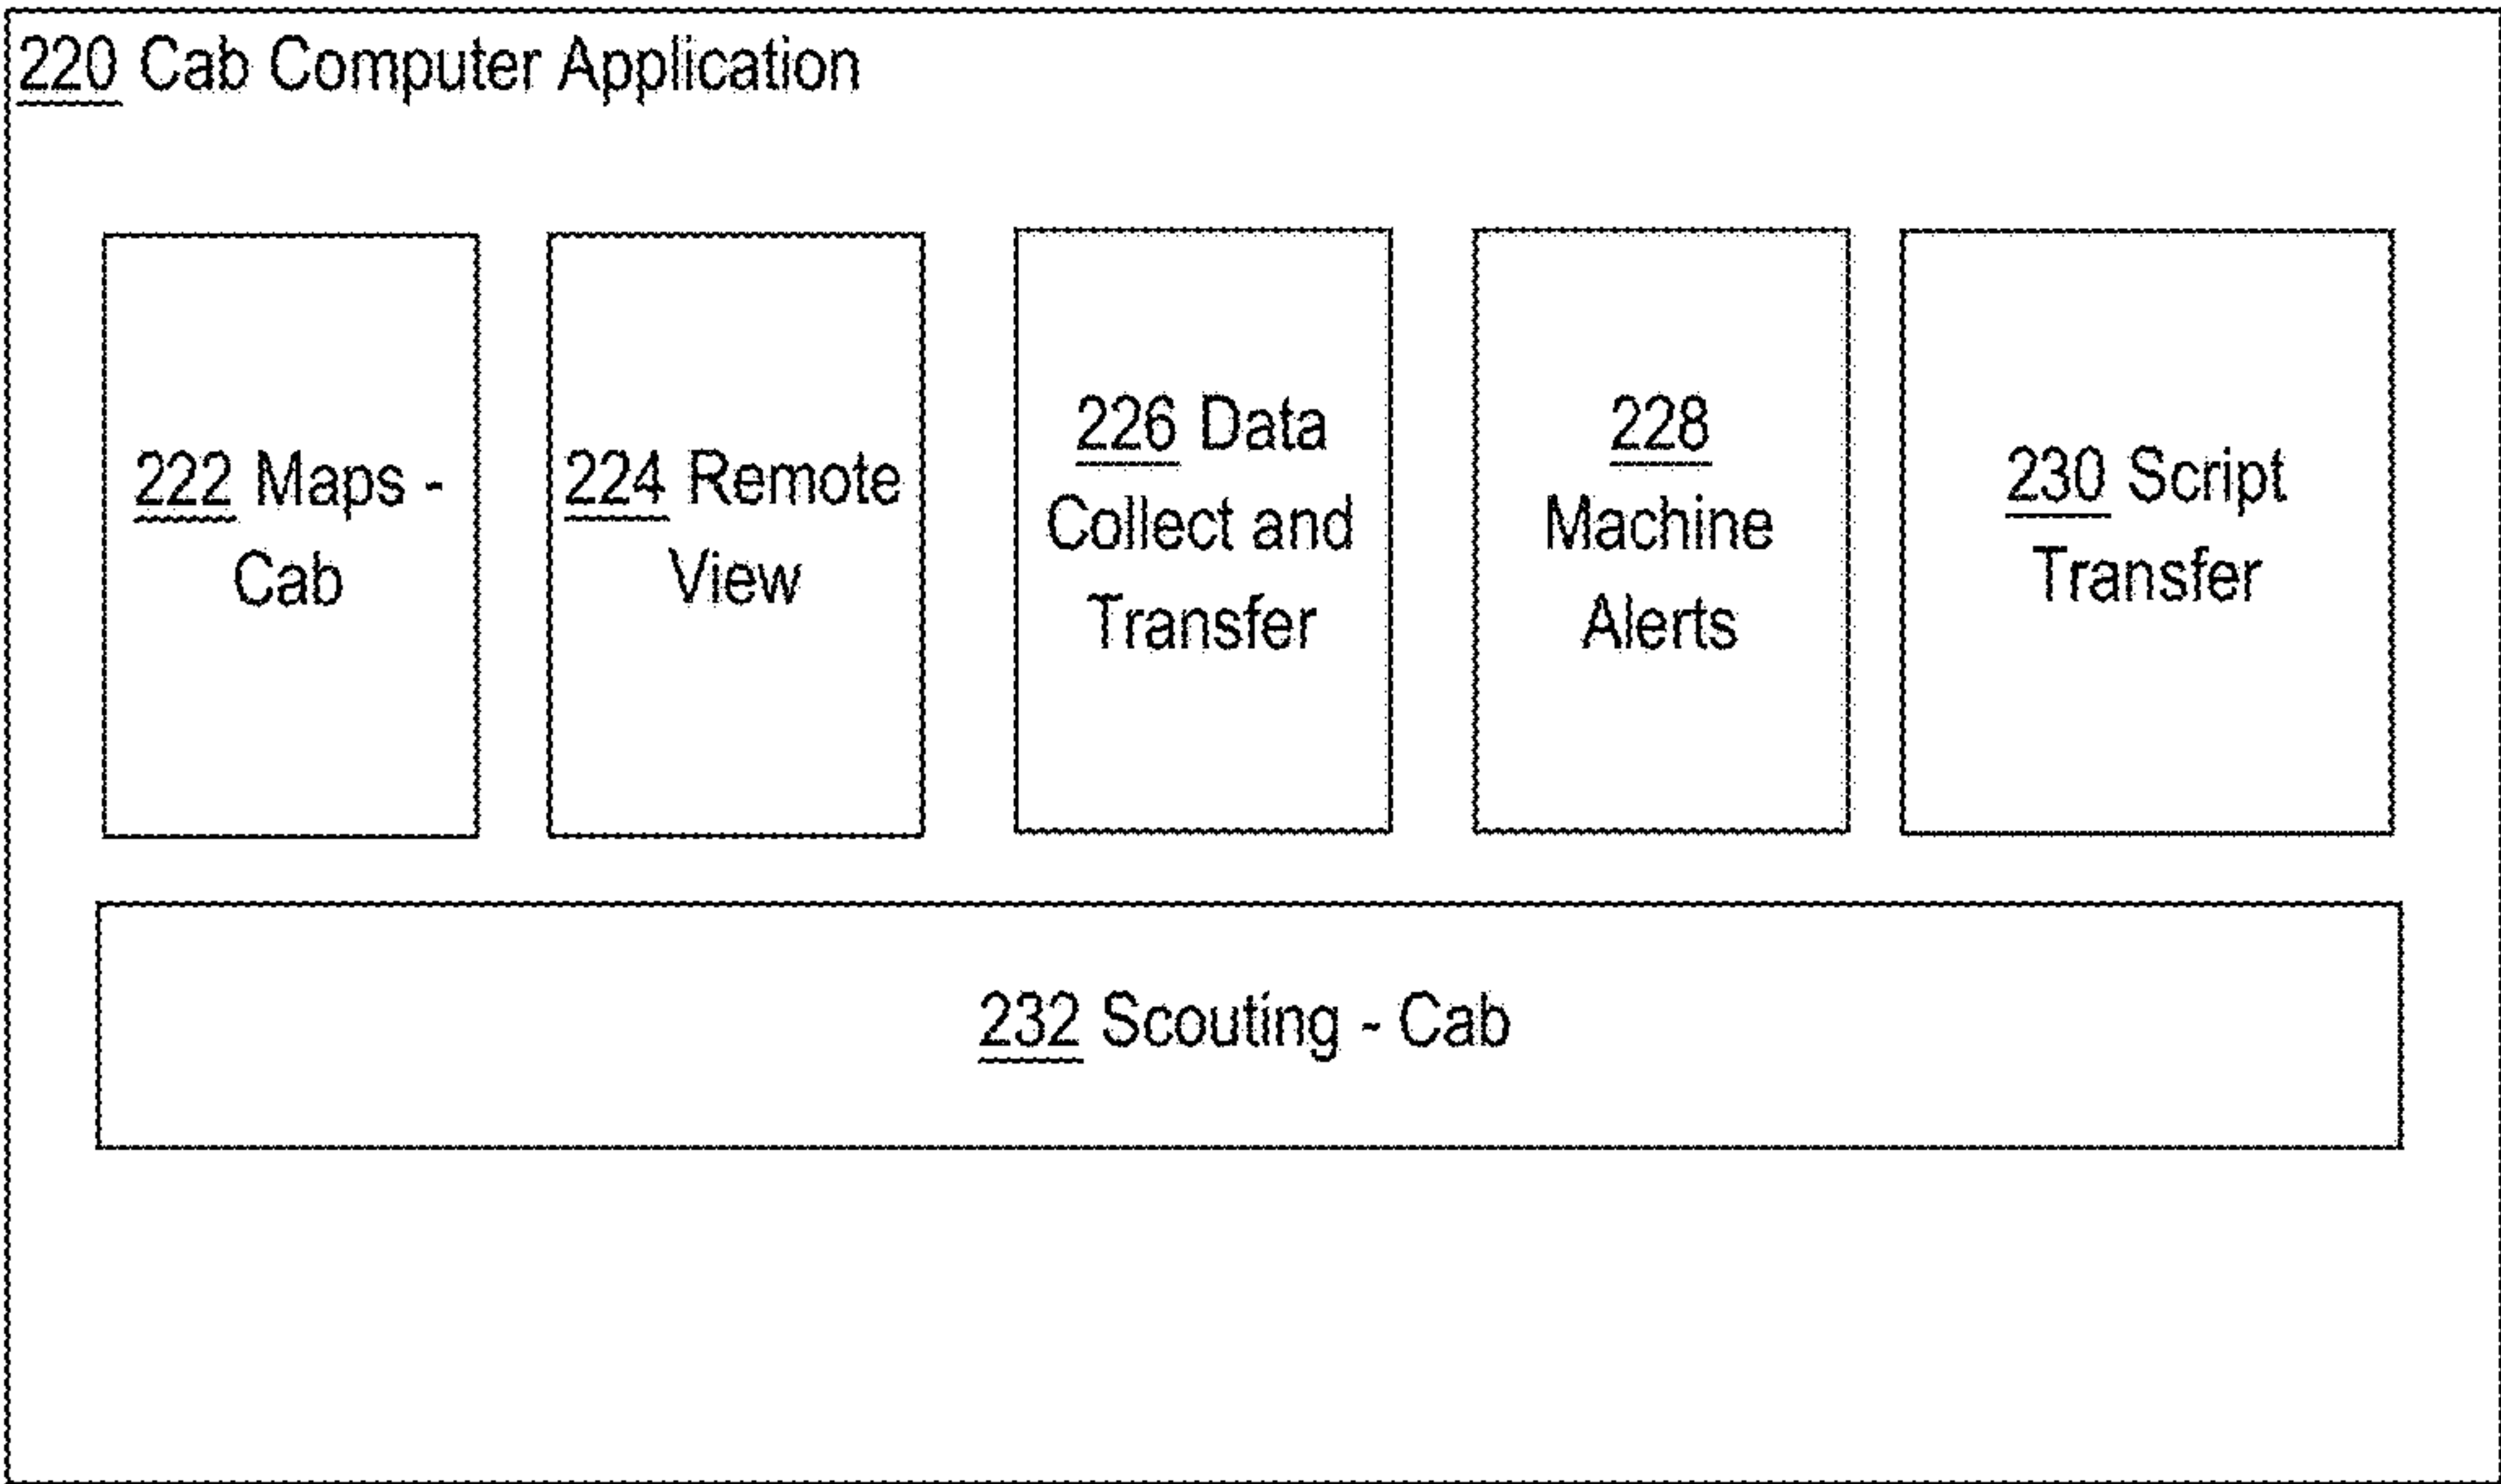 220 Cab Computer Application
222 Maps -
Cab
224 Remote
View
226 Data
Collect and
Transfer
228
Machine
Alerts
230 Script
Transfer
232 Scouting - Cab